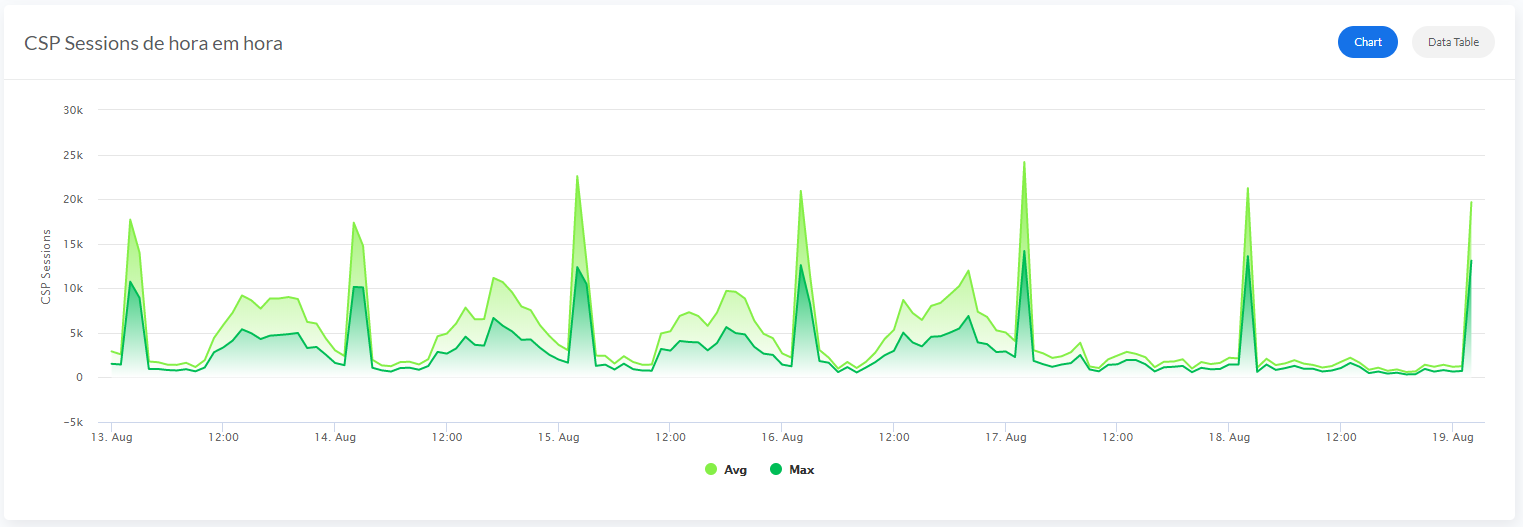 CSP Sessions de hora em hora
Chart
Data Table
30k
25k
20k
15k
10k
5k
0
−5k
CSP Sessions
13. Aug 12:00 14. Aug 12:00 15. Aug 12:00 16. Aug 12:00 17. Aug 12:00 18. Aug 12:00 19. Aug
Avg Max